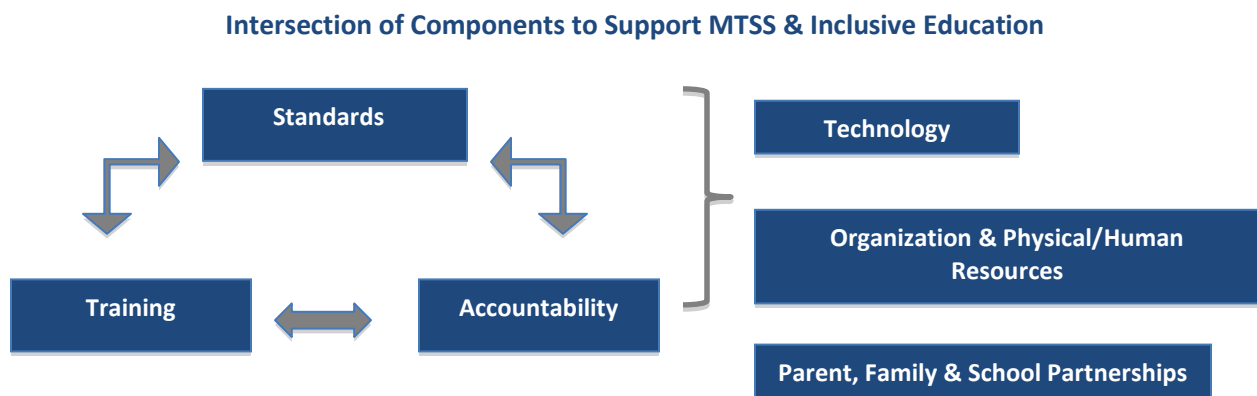 Intersection of Components to Support MTSS & Inclusive Education
Standards
Training
Accountability
Technology
Organization & Physical/Human
Resources
Parent, Family & School Partnerships